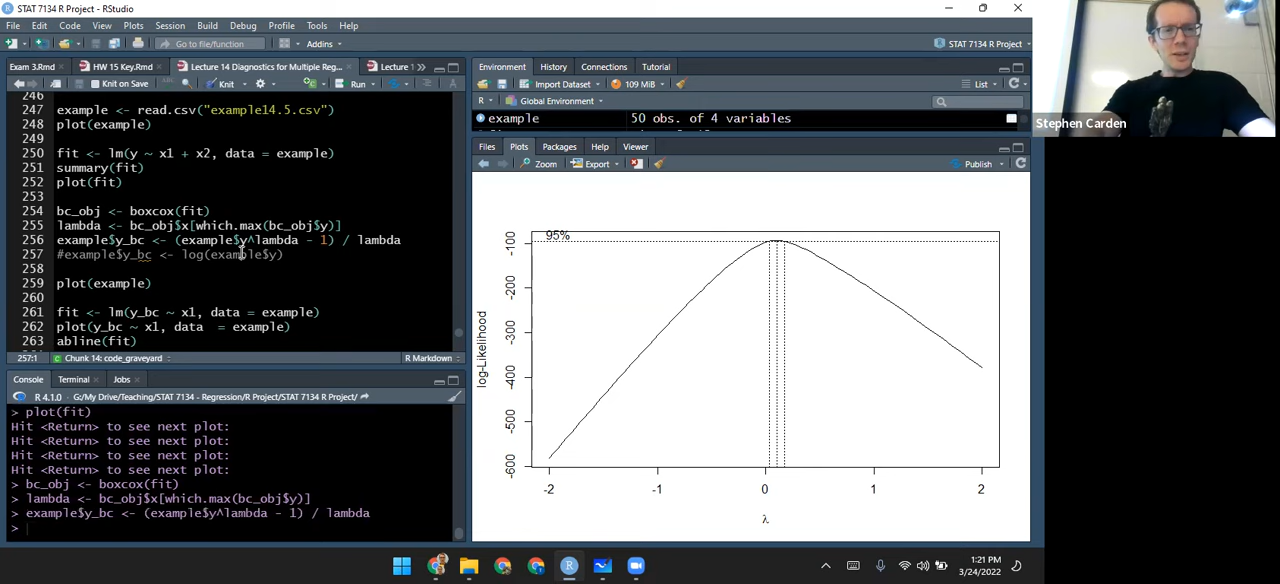 STAT 7134 R Project - RStudio
File Edit Code View Plots Session Build Debug Profile Tools Help
Go to file/function Addins STAT 7134 R Project
Exam 3.Rmd HW 15 Key.Rmd Lecture 14 Diagnostics for Multiple Reg... Lecture 1
Knit on Save Knit Run
246
247 example <- read.csv("example14.5.csv")
248 plot(example)
249
250 fit <- lm(y ~ x1 + x2, data = example)
251 summary(fit)
252 plot(fit)
253
254 bc_obj <- boxcox(fit)
255 lambda <- bc_obj$x[which.max(bc_obj$y)]
256 example$y_bc <- (example$y^lambda - 1) / lambda
257 #example$y_bc <- log(example$y)
258
259 plot(example)
260
261 fit <- lm(y_bc ~ x1, data = example)
262 plot(y_bc ~ x1, data = example)
263 abline(fit)
257:1 Chunk 14: code_graveyard R Markdown
Console Terminal Jobs
R 4.1.0 · G:/My Drive/Teaching/STAT 7134 - Regression/R Project/STAT 7134 R Project/
> plot(fit)
Hit <Return> to see next plot:
Hit <Return> to see next plot:
Hit <Return> to see next plot:
Hit <Return> to see next plot:
> bc_obj <- boxcox(fit)
> lambda <- bc_obj$x[which.max(bc_obj$y)]
> example$y_bc <- (example$y^lambda - 1) / lambda
>
Environment History Connections Tutorial
Import Dataset 109 MiB List
R Global Environment
example 50 obs. of 4 variables
Files Plots Packages Help Viewer
Zoom Export Publish
95%
-100
-200
-300
-400
-500
-600
log-Likelihood
-2 -1 0 1 2
λ
Stephen Carden
1:21 PM
3/24/2022